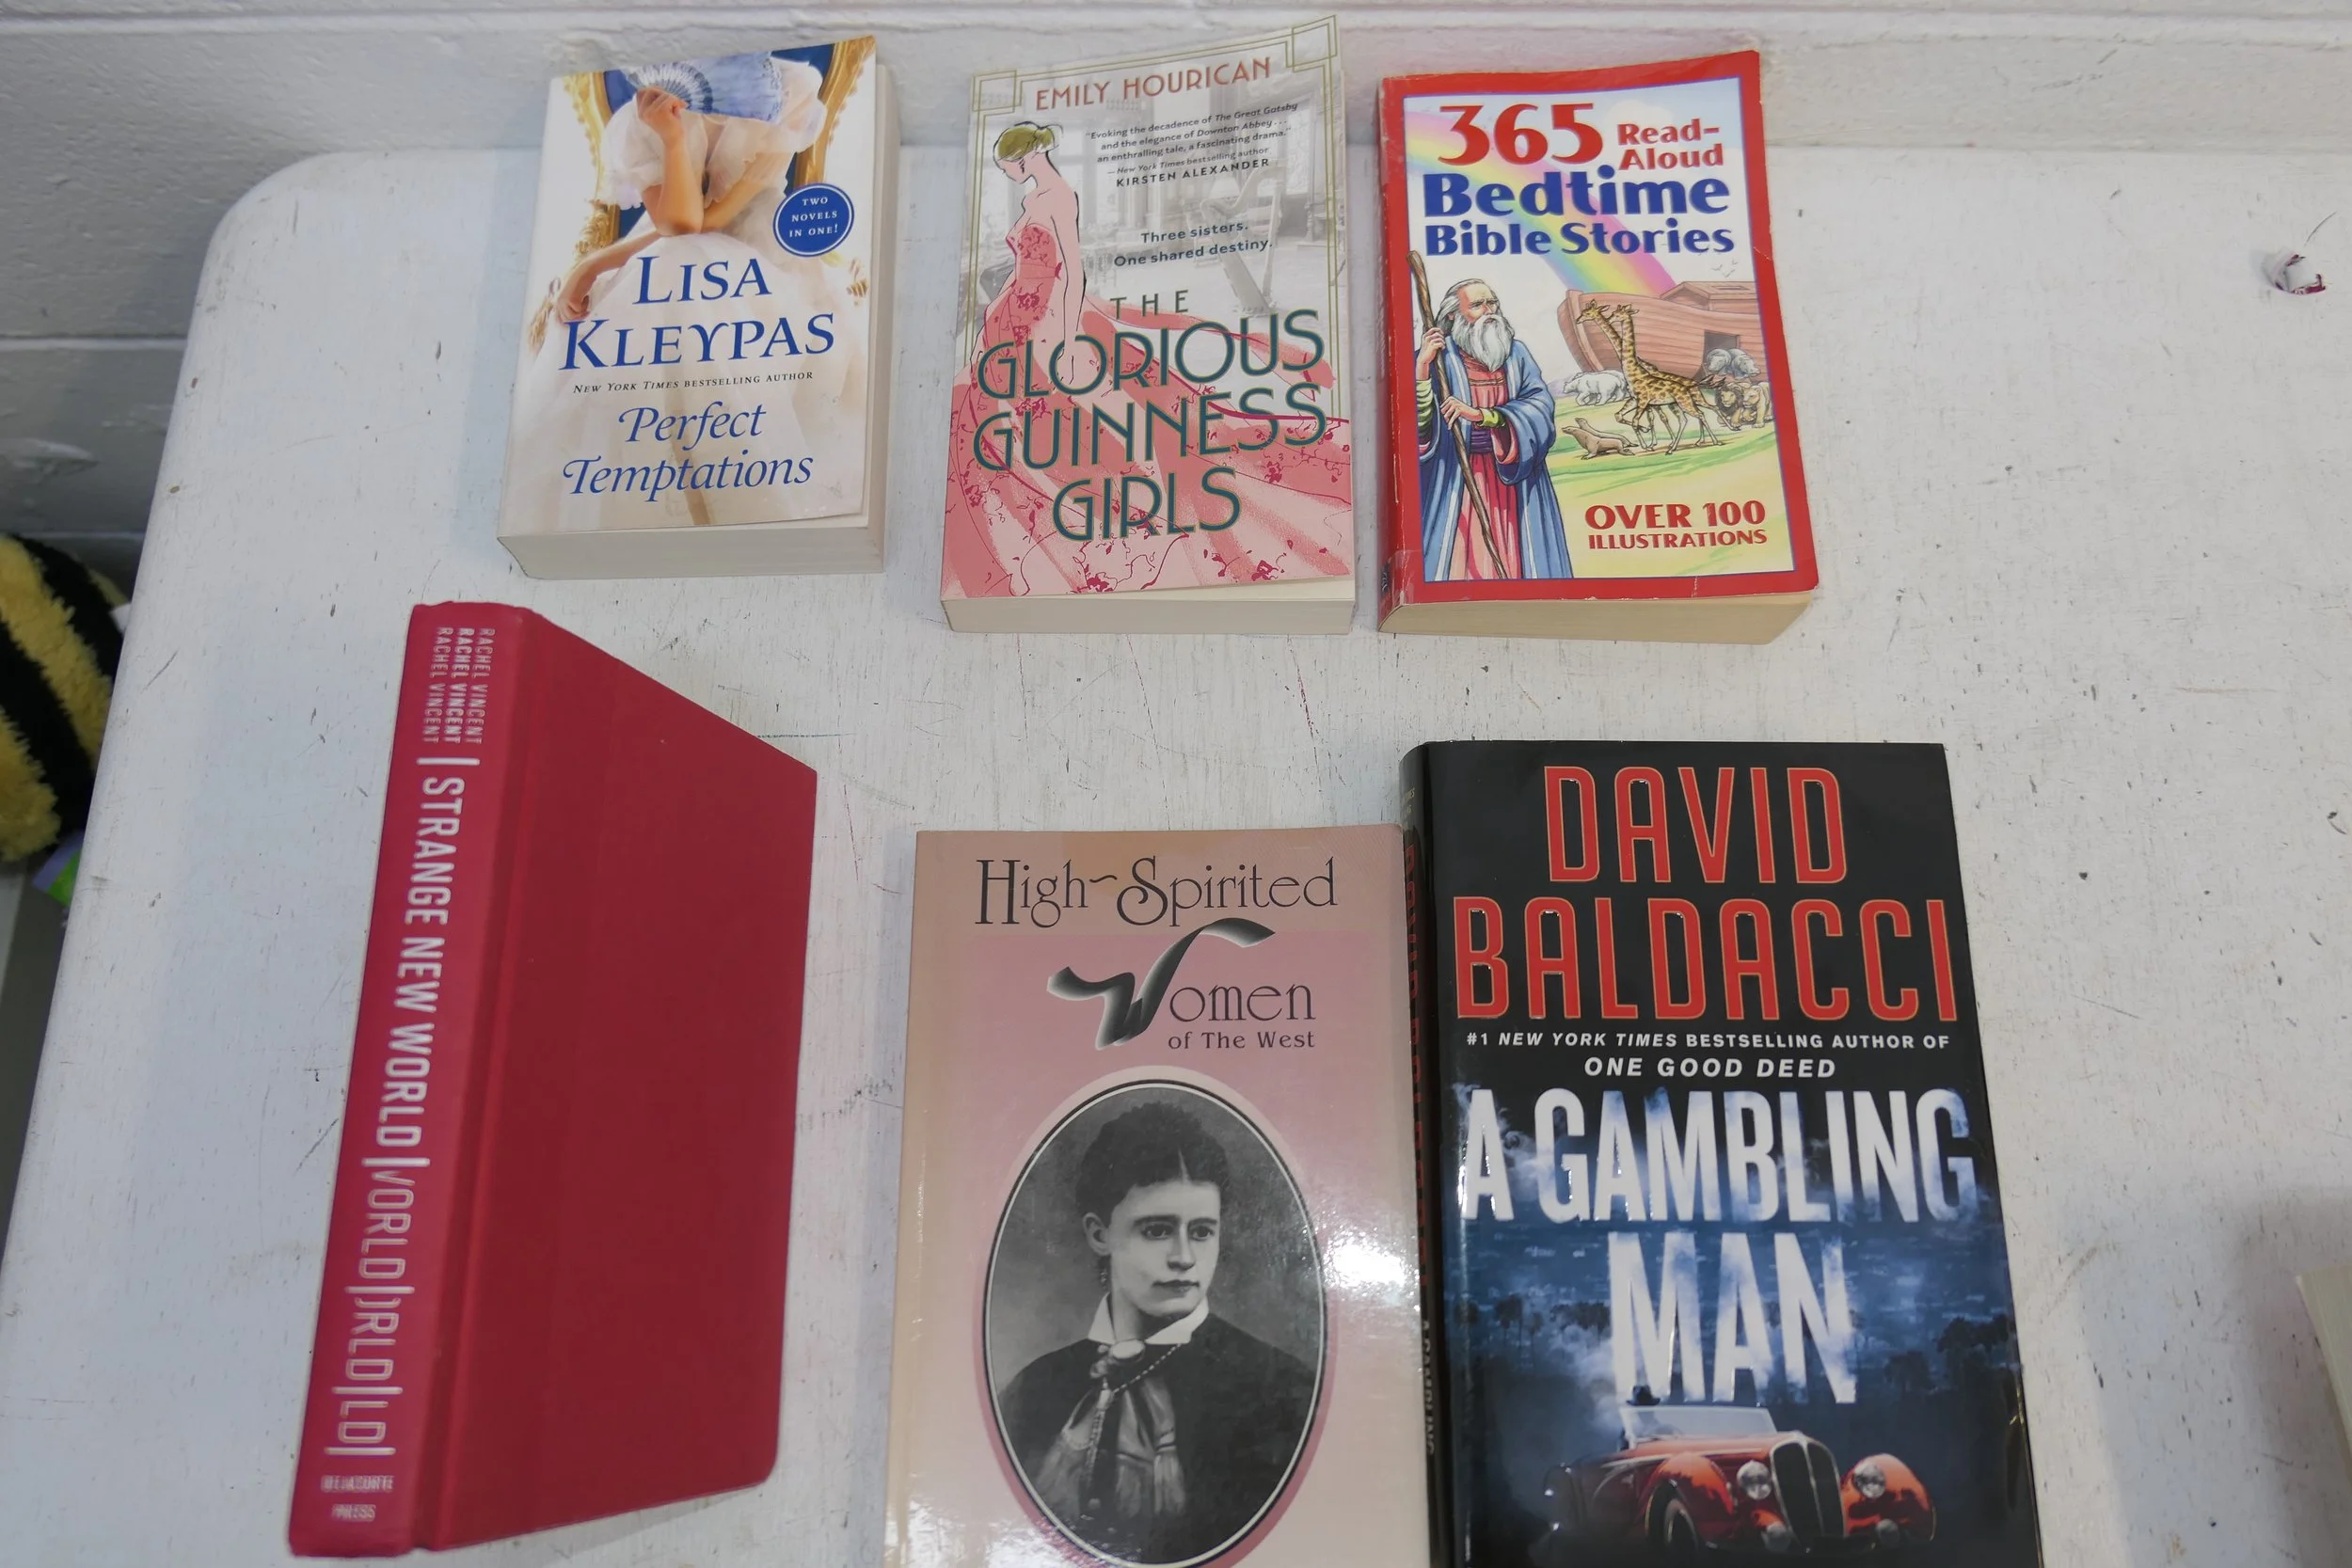 TWO
NOVELS
IN ONE!
LISA
KLEYPAS
NEW YORK TIMES BESTSELLING AUTHOR
Perfect
Temptations
EMILY HOURICAN
"Evoking the decadence of The Great Gatsby
and the elegance of Downton Abbey . . .
an enthralling tale, a fascinating drama."
—New York Times bestselling author
KIRSTEN ALEXANDER
Three sisters.
One shared destiny.
THE
GLORIOUS
GUINNESS
GIRLS
365 Read-
Aloud
Bedtime
Bible Stories
OVER 100
ILLUSTRATIONS
RACHEL VINCENT
RACHEL VINCENT
RACHEL VINCENT
STRANGE NEW WORLD
DELACORTE
PRESS
High-Spirited
Women
of The West
DAVID
BALDACCI
#1 NEW YORK TIMES BESTSELLING AUTHOR OF
ONE GOOD DEED
A GAMBLING
MAN